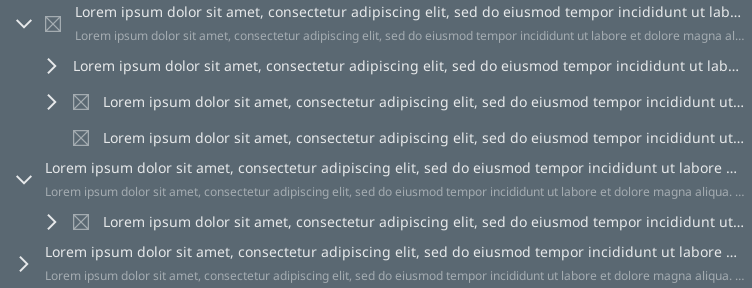 Lorem ipsum dolor sit amet, consectetur adipiscing elit, sed do eiusmod tempor incididunt ut lab...
Lorem ipsum dolor sit amet, consectetur adipiscing elit, sed do eiusmod tempor incididunt ut labore et dolore magna al...
Lorem ipsum dolor sit amet, consectetur adipiscing elit, sed do eiusmod tempor incididunt ut lab...
Lorem ipsum dolor sit amet, consectetur adipiscing elit, sed do eiusmod tempor incididunt ut...
Lorem ipsum dolor sit amet, consectetur adipiscing elit, sed do eiusmod tempor incididunt ut...
Lorem ipsum dolor sit amet, consectetur adipiscing elit, sed do eiusmod tempor incididunt ut labore ...
Lorem ipsum dolor sit amet, consectetur adipiscing elit, sed do eiusmod tempor incididunt ut labore et dolore magna aliqua. ...
Lorem ipsum dolor sit amet, consectetur adipiscing elit, sed do eiusmod tempor incididunt ut...
Lorem ipsum dolor sit amet, consectetur adipiscing elit, sed do eiusmod tempor incididunt ut labore ...
Lorem ipsum dolor sit amet, consectetur adipiscing elit, sed do eiusmod tempor incididunt ut labore et dolore magna aliqua. ...